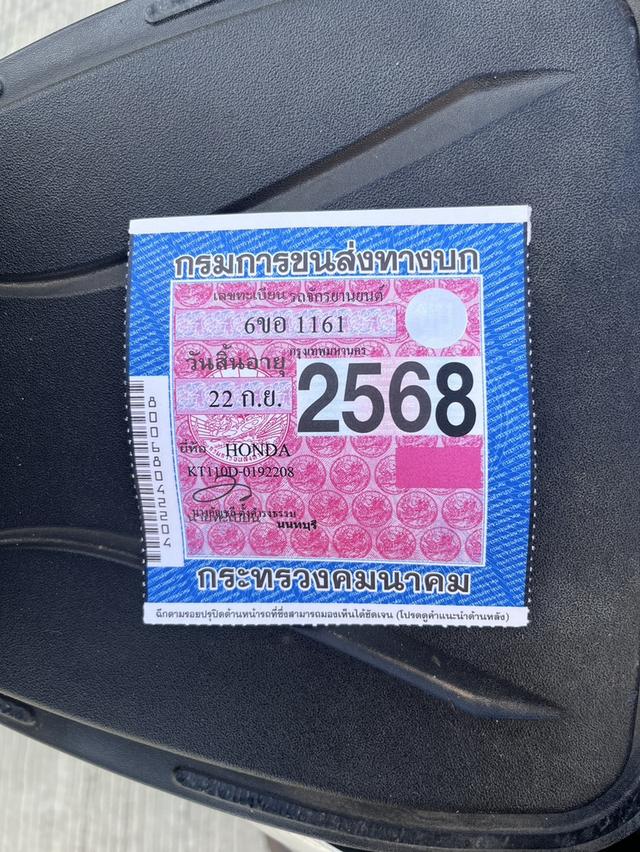 กรมการขนส่งทางบก
เลขทะเบียน รถจักรยานยนต์
6ขอ 1161
กรุงเทพมหานคร
วันสิ้นอายุ
22 ก.ย.
2568
ยี่ห้อ HONDA
KT110D-0192208
นนทบุรี
กระทรวงคมนาคม
ฉีกตามรอยปรุปิดด้านหน้ารถที่ซึ่งสามารถมองเห็นได้ชัดเจน (โปรดดูคำแนะนำด้านหลัง)
80068042204